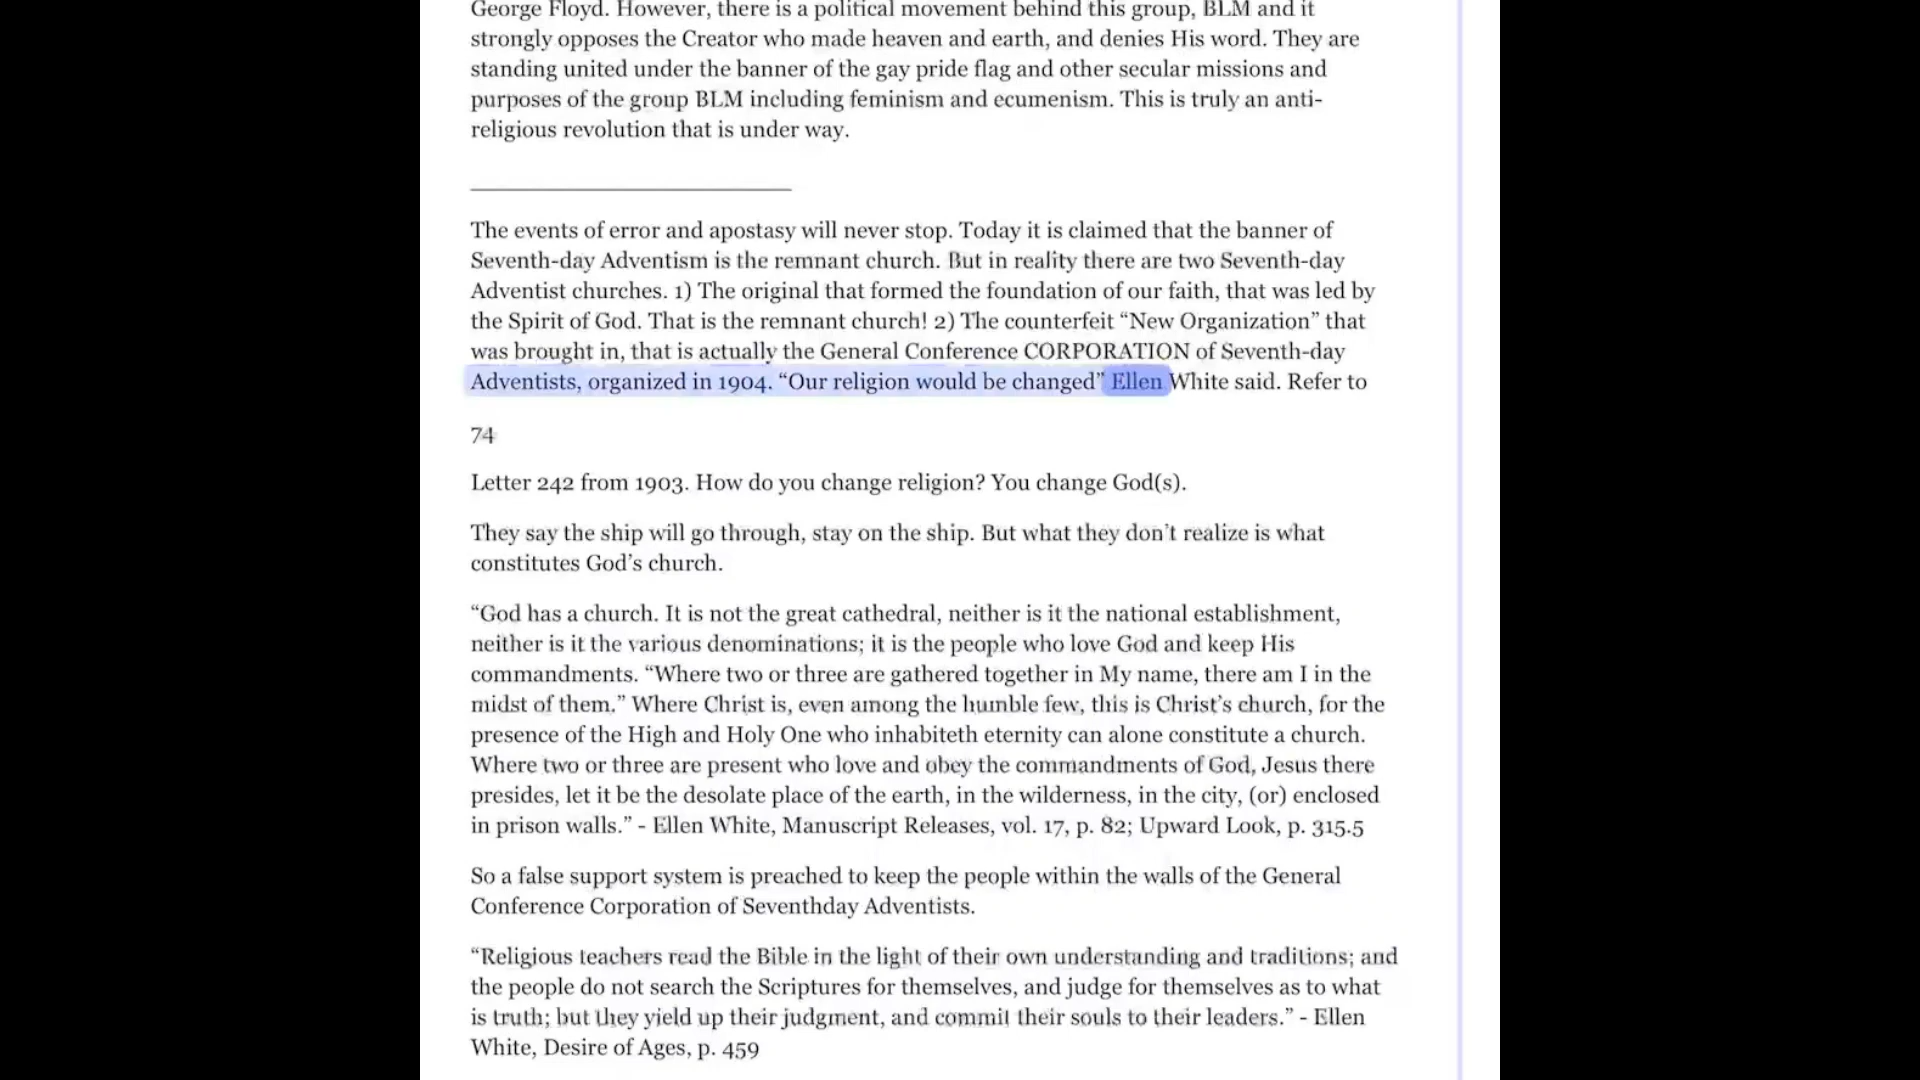 George Floyd. However, there is a political movement behind this group, BLM and it
strongly opposes the Creator who made heaven and earth, and denies His word. They are
standing united under the banner of the gay pride flag and other secular missions and
purposes of the group BLM including feminism and ecumenism. This is truly an anti-
religious revolution that is under way.
The events of error and apostasy will never stop. Today it is claimed that the banner of
Seventh-day Adventism is the remnant church. But in reality there are two Seventh-day
Adventist churches. 1) The original that formed the foundation of our faith, that was led by
the Spirit of God. That is the remnant church! 2) The counterfeit “New Organization” that
was brought in, that is actually the General Conference CORPORATION of Seventh-day
Adventists, organized in 1904. “Our religion would be changed” Ellen White said. Refer to
74
Letter 242 from 1903. How do you change religion? You change God(s).
They say the ship will go through, stay on the ship. But what they don’t realize is what
constitutes God’s church.
“God has a church. It is not the great cathedral, neither is it the national establishment,
neither is it the various denominations; it is the people who love God and keep His
commandments. “Where two or three are gathered together in My name, there am I in the
midst of them.” Where Christ is, even among the humble few, this is Christ’s church, for the
presence of the High and Holy One who inhabiteth eternity can alone constitute a church.
Where two or three are present who love and obey the commandments of God, Jesus there
presides, let it be the desolate place of the earth, in the wilderness, in the city, (or) enclosed
in prison walls.” - Ellen White, Manuscript Releases, vol. 17, p. 82; Upward Look, p. 315.5
So a false support system is preached to keep the people within the walls of the General
Conference Corporation of Seventhday Adventists.
“Religious teachers read the Bible in the light of their own understanding and traditions; and
the people do not search the Scriptures for themselves, and judge for themselves as to what
is truth; but they yield up their judgment, and commit their souls to their leaders.” - Ellen
White, Desire of Ages, p. 459